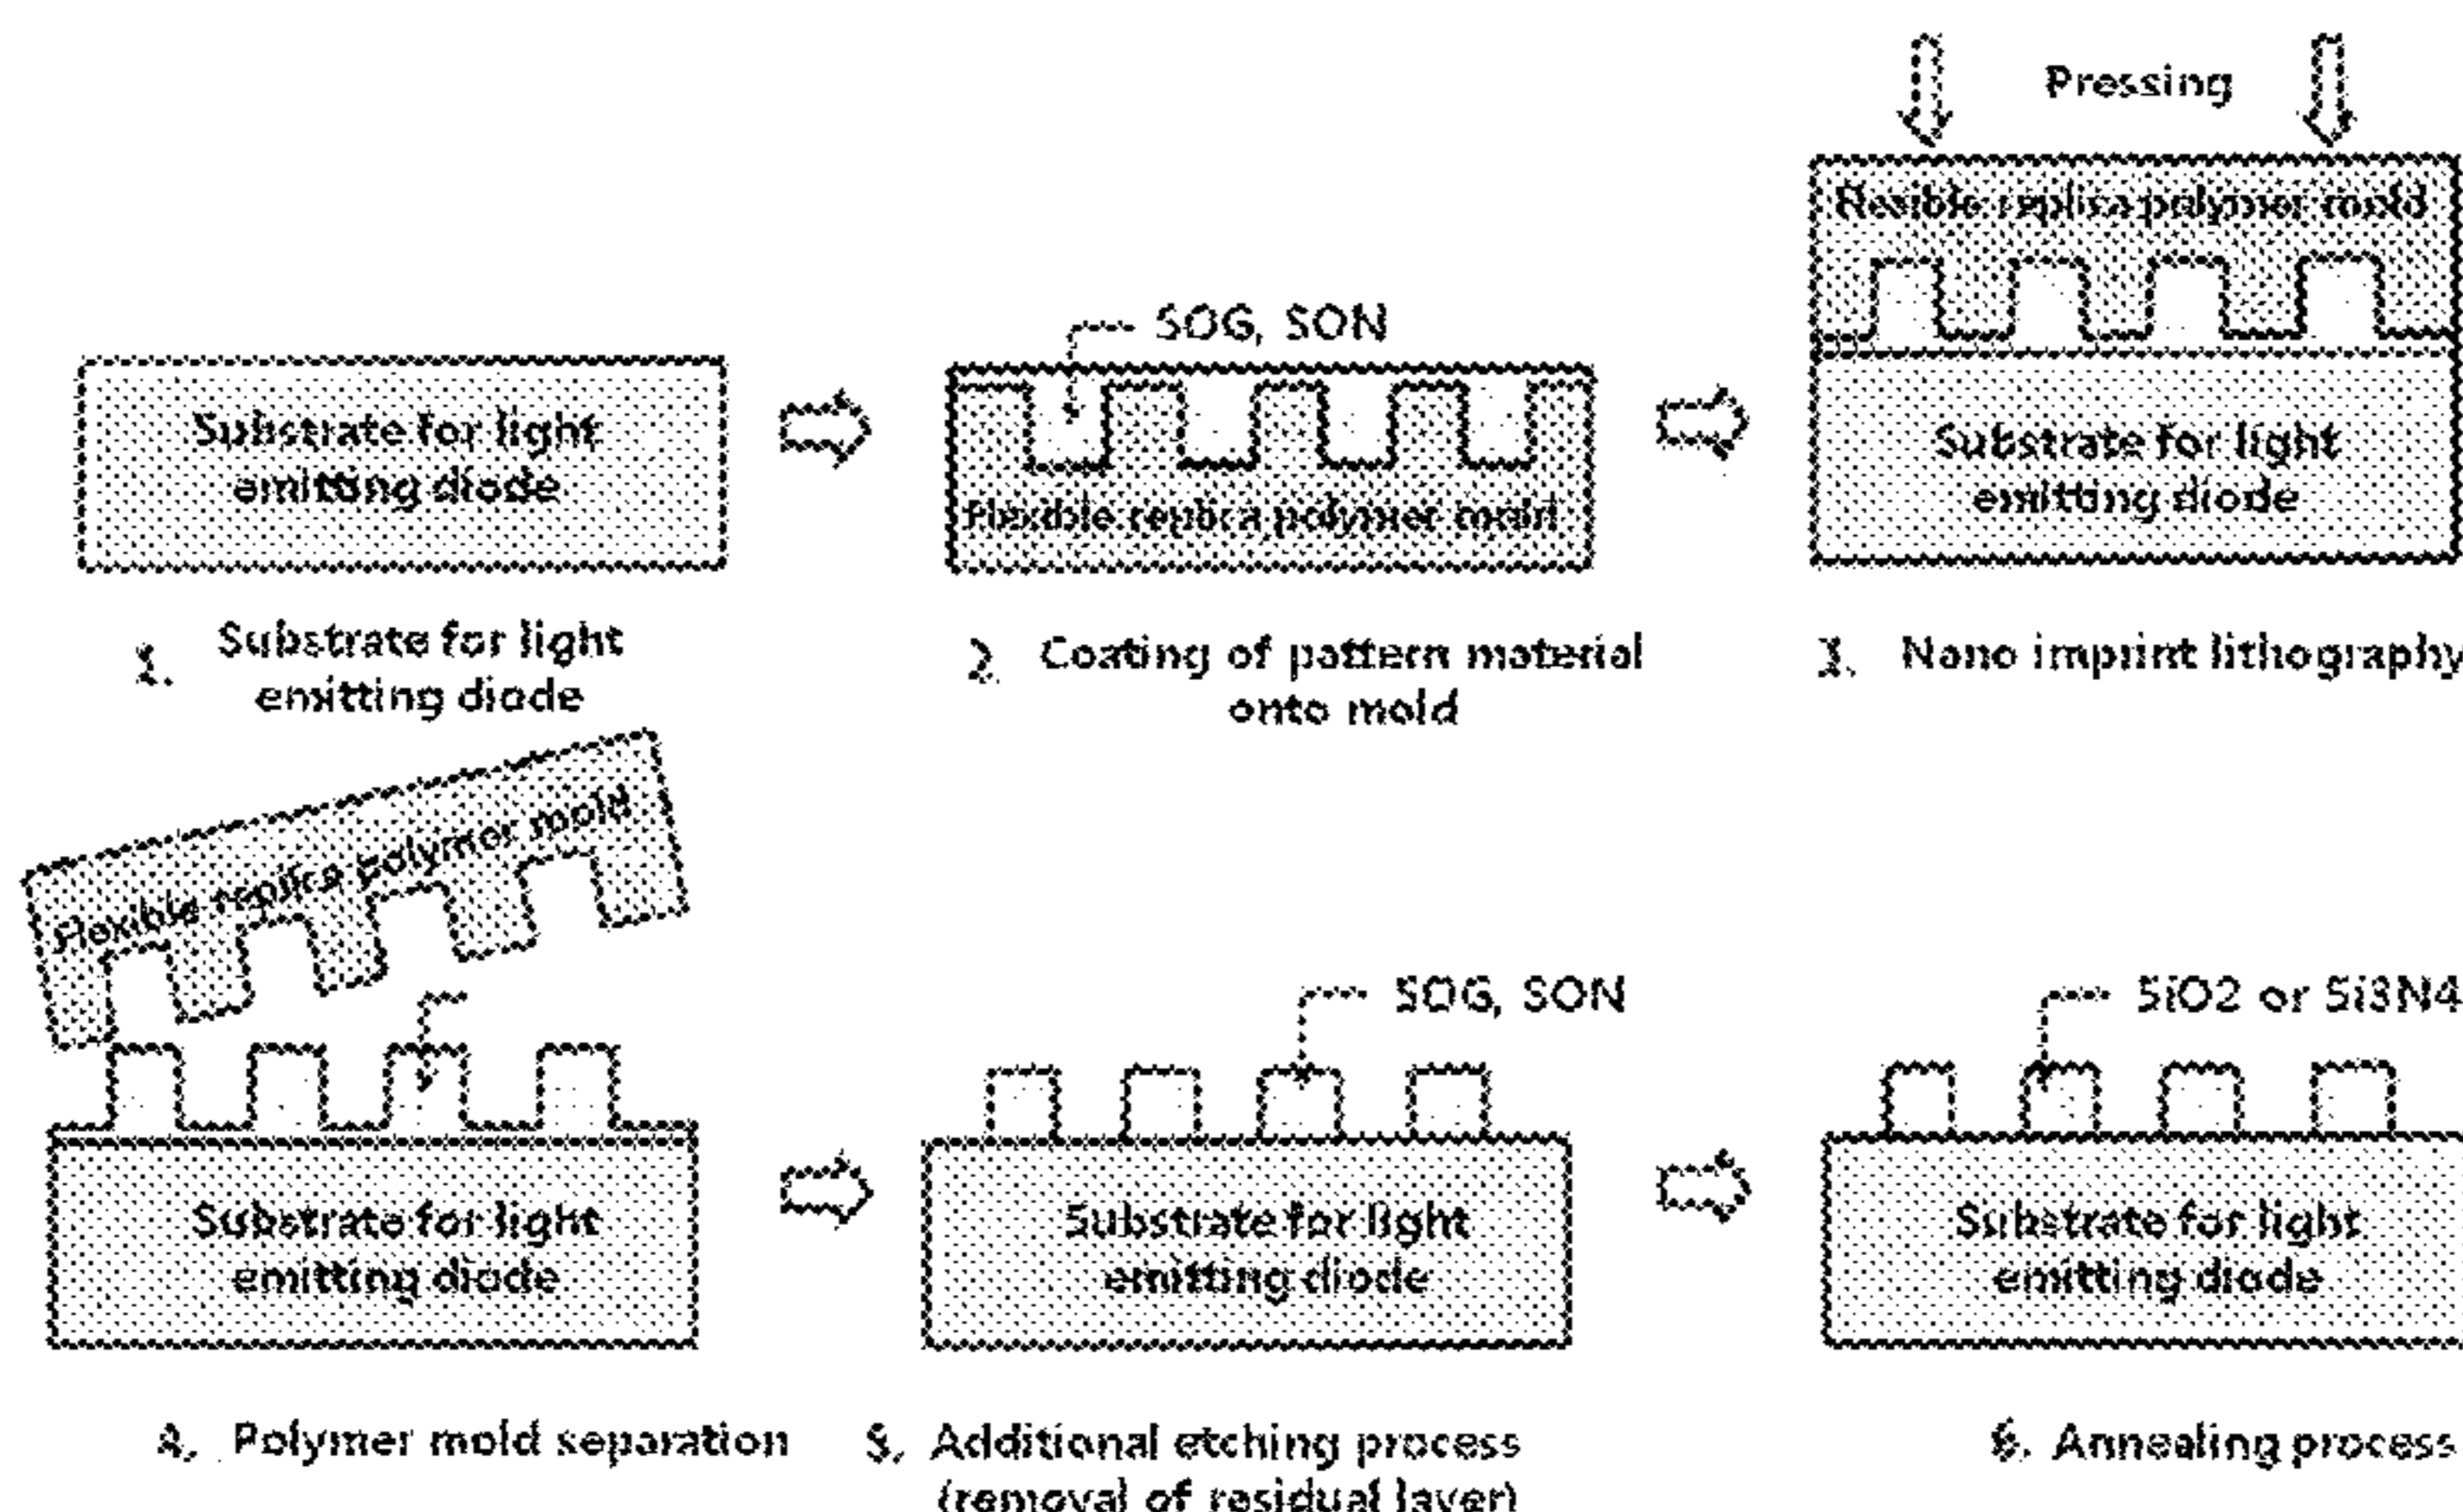 Pressing
Flexible replica polymer mold
SOG, SON
Substrate for light
emitting diode
Flexible replica polymer mold
Substrate for light
emitting diode
1. Substrate for light
emitting diode
2. Coating of pattern material
onto mold
3. Nano imprint lithography
Flexible replica polymer mold
SOG, SON
SiO2 or Si3N4
Substrate for light
emitting diode
Substrate for light
emitting diode
Substrate for light
emitting diode
4. Polymer mold separation
5. Additional etching process
(removal of residual layer)
6. Annealing process